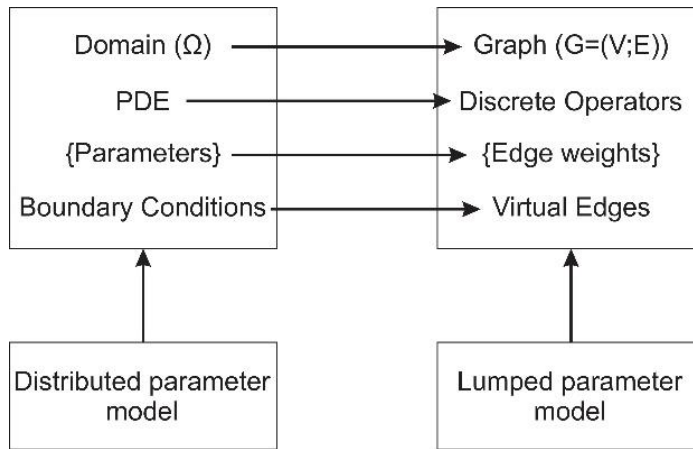 Domain (Ω)
Graph (G=(V;E))
PDE
Discrete Operators
{Parameters}
{Edge weights}
Boundary Conditions
Virtual Edges
Distributed parameter
model
Lumped parameter
model